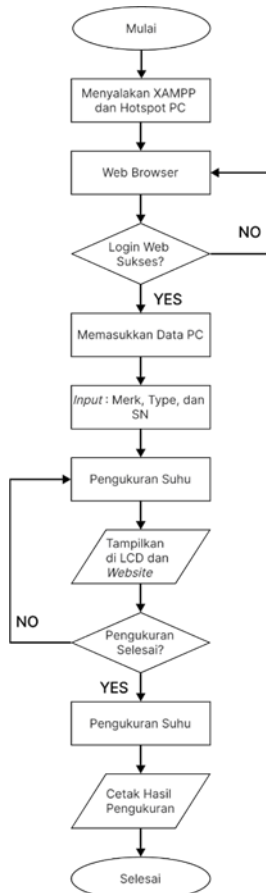 Mulai
Menyalakan XAMPP
dan Hotspot PC
Web Browser
Login Web
Sukses?
NO
YES
Memasukkan Data PC
Input : Merk, Type, dan
SN
Pengukuran Suhu
Tampilkan
di LCD dan
Website
NO
Pengukuran
Selesai?
YES
Pengukuran Suhu
Cetak Hasil
Pengukuran
Selesai